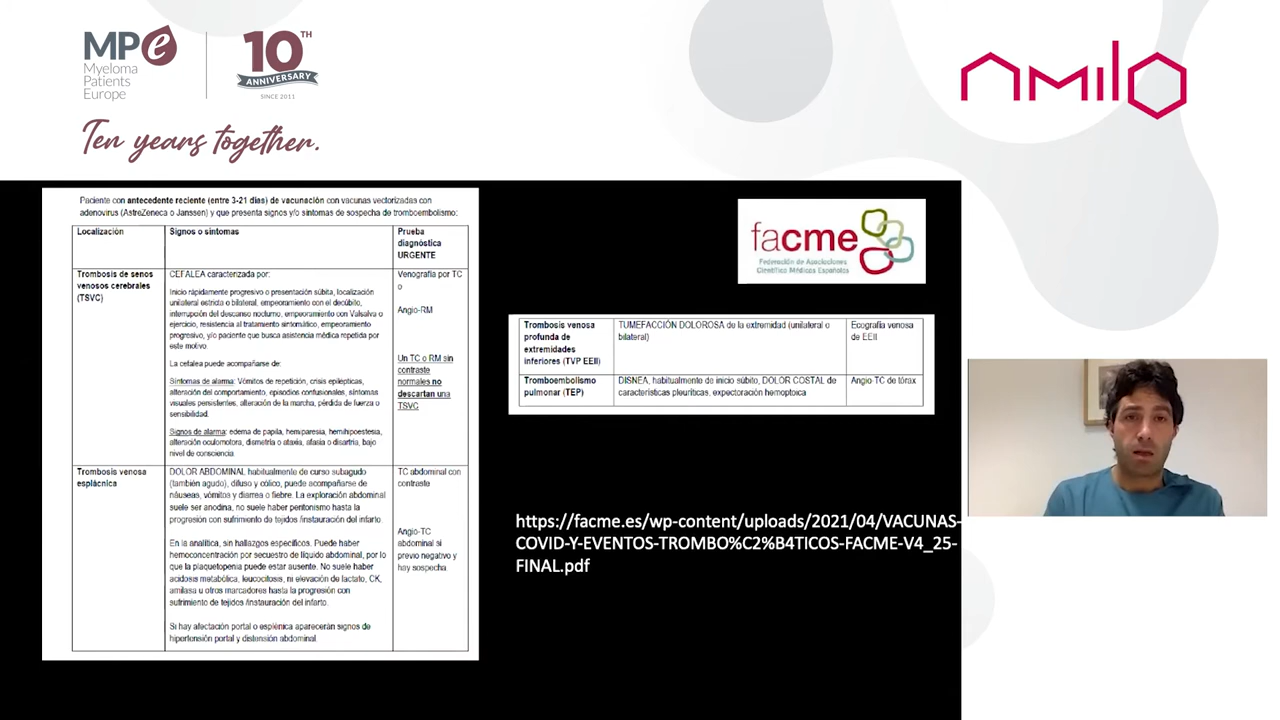 MPe
Myeloma
Patients
Europe
10TH
ANNIVERSARY
SINCE 2011
Ten years together.
amilo
Paciente con antecedente reciente (entre 3-21 días) de vacunación con vacunas vectorizadas con
adenovirus (AstreZeneca o Janssen) y que presenta signos y/o síntomas de sospecha de tromboembolismo:
Localización
Signos o síntomas
Prueba
diagnóstica
URGENTE
Trombosis de senos
venosos cerebrales
(TSVC)
CEFALEA caracterizada por:
Inicio rápidamente progresivo o presentación súbita, localización
unilateral estricta o bilateral, empeoramiento con el decúbito,
interrupción del descanso nocturno, empeoramiento con Valsalva o
ejercicio, resistencia al tratamiento sintomático, empeoramiento
progresivo, y/o paciente que busca asistencia médica repetida por
este motivo.
La cefalea puede acompañarse de:
Síntomas de alarma: Vómitos de repetición, crisis epilépticas,
alteración del comportamiento, episodios confusionales, síntomas
visuales persistentes, alteración de la marcha, pérdida de fuerza o
sensibilidad.
Signos de alarma: edema de papila, hemiparesia, hemihipoestesia,
alteración oculomotora, dismetría o ataxia, afasia o disartria, bajo
nivel de consciencia.
Venografía por TC
o
Angio-RM
Un TC o RM sin
contraste
normales no
descartan una
TSVC
Trombosis venosa
esplácnica
DOLOR ABDOMINAL habitualmente de curso subagudo
(también agudo), difuso y cólico, puede acompañarse de
náuseas, vómitos y diarrea o fiebre. La exploración abdominal
suele ser anodina, no suele haber peritonismo hasta la
progresión con sufrimiento de tejidos /instauración del infarto
En la analítica, sin hallazgos específicos. Puede haber
hemoconcentración por secuestro de líquido abdominal, por lo
que la plaquetopenia puede estar ausente. No suele haber
acidosis metabólica, leucocitosis, ni elevación de lactato, CK,
amilasa u otros marcadores hasta la progresión con
sufrimiento de tejidos /instauración del infarto.
Si hay afectación portal o esplénica aparecerán signos de
hipertensión portal y distensión abdominal.
TC abdominal con
contraste
Angio-TC
abdominal si
previo negativo y
hay sospecha.
facme
Federación de Asociaciones
Científico Médicas Españolas
Trombosis venosa
profunda de
extremidades
inferiores (TVP EEII)
TUMEFACCIÓN DOLOROSA de la extremidad (unilateral o
bilateral)
Ecografía venosa
de EEII
Tromboembolismo
pulmonar (TEP)
DISNEA, habitualmente de inicio súbito, DOLOR COSTAL de
características pleuríticas, expectoración hemoptoica
Angio-TC de tórax
https://facme.es/wp-content/uploads/2021/04/VACUNAS-
COVID-Y-EVENTOS-TROMBO%C2%B4TICOS-FACME-V4_25-
FINAL.pdf